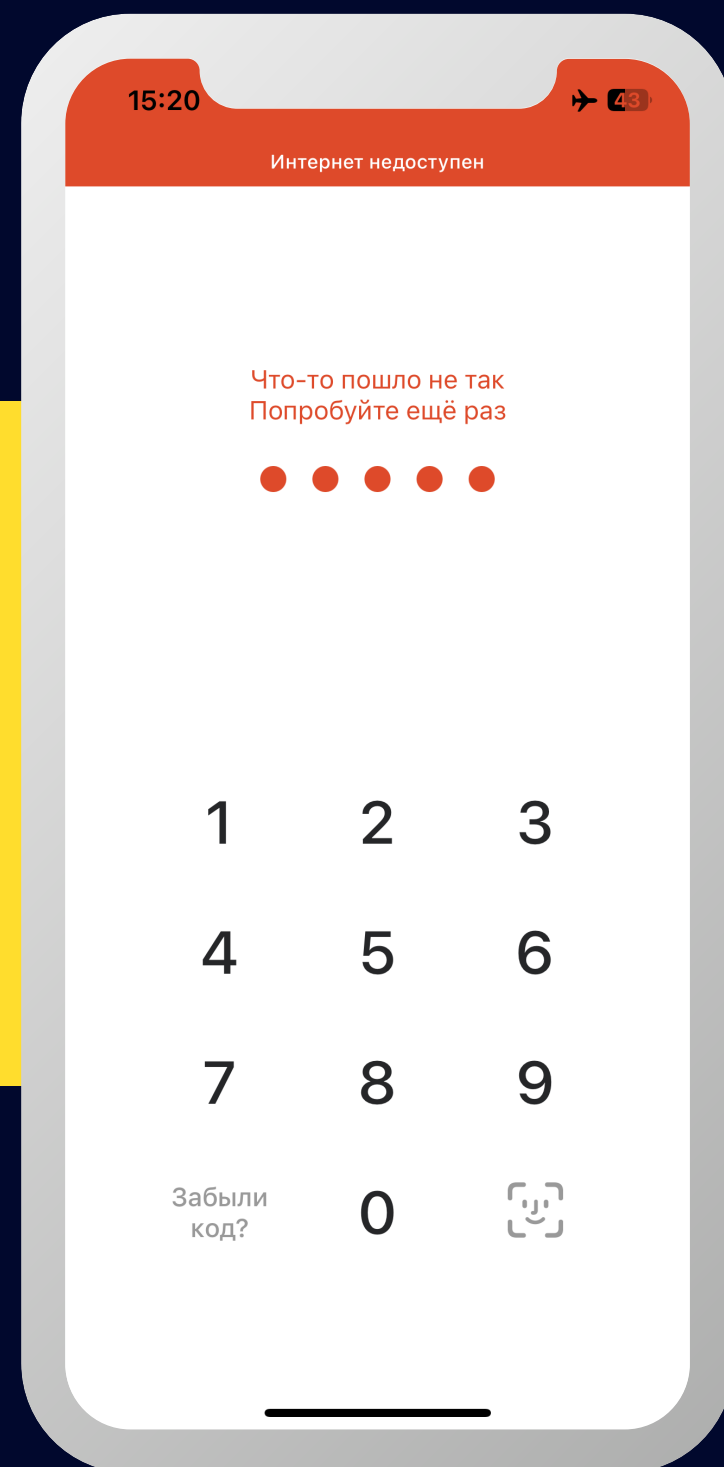 15:20
43
Интернет недоступен
Что-то пошло не так
Попробуйте ещё раз
1 2 3
4 5 6
7 8 9
Забыли
код?
0